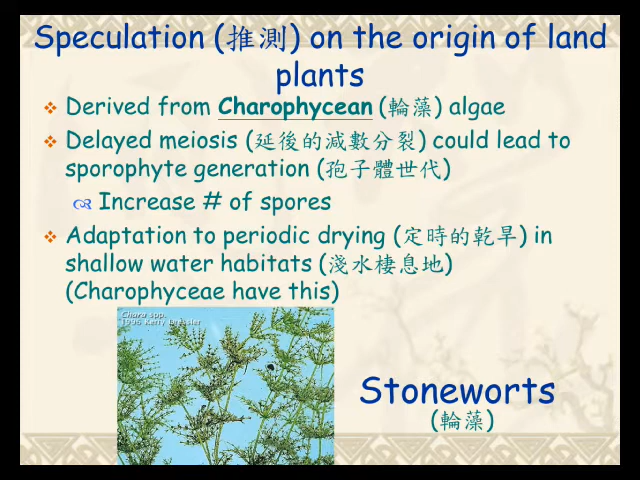 Speculation (推測) on the origin of land
plants
Derived from Charophycean (輪藻) algae
Delayed meiosis (延後的減數分裂) could lead to
sporophyte generation (孢子體世代)
Increase # of spores
Adaptation to periodic drying (定時的乾旱) in
shallow water habitats (淺水棲息地)
(Charophyceae have this)
Chara spp.
1996 Kerry Dressler
Stoneworts
(輪藻)